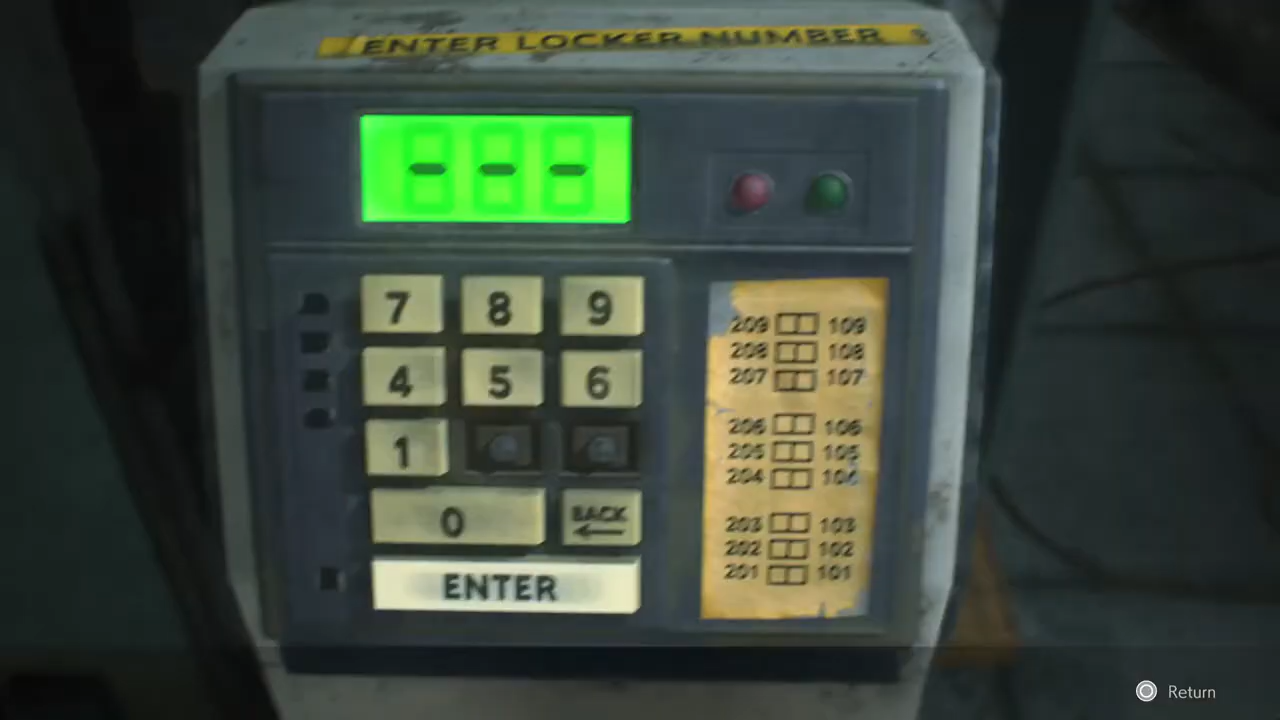 ENTER LOCKER NUMBER
- - -
7 8 9
4 5 6
1
0 BACK
ENTER
209 109
208 108
207 107
206 106
205 105
204 104
203 103
202 102
201 101
Return